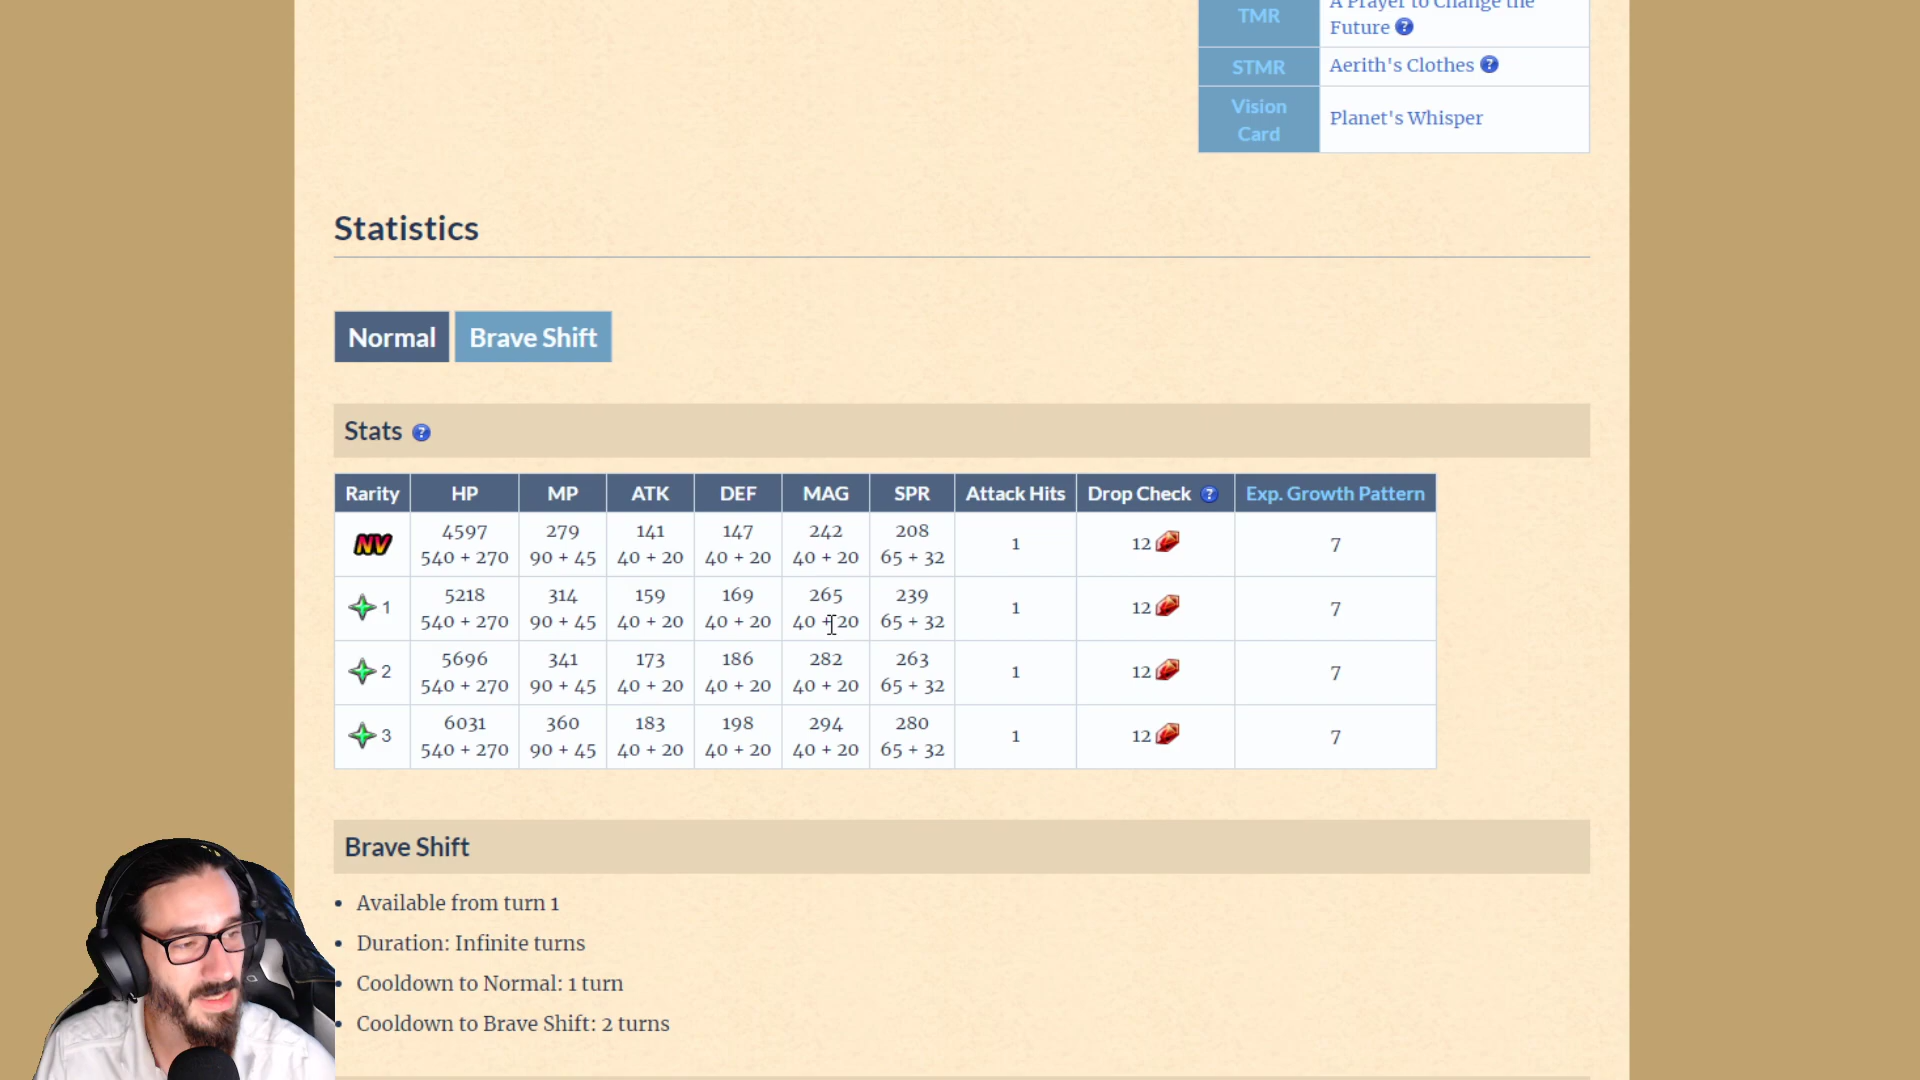 TMR
A Prayer to Change the
Future ?
STMR
Aerith's Clothes ?
Vision
Card
Planet's Whisper
Statistics
Normal
Brave Shift
Stats ?
Rarity HP MP ATK DEF MAG SPR Attack Hits Drop Check ? Exp. Growth Pattern
NV 4597 279 141 147 242 208 1 12 7
540 + 270 90 + 45 40 + 20 40 + 20 40 + 20 65 + 32
1 5218 314 159 169 265 239 1 12 7
540 + 270 90 + 45 40 + 20 40 + 20 40 + 20 65 + 32
2 5696 341 173 186 282 263 1 12 7
540 + 270 90 + 45 40 + 20 40 + 20 40 + 20 65 + 32
3 6031 360 183 198 294 280 1 12 7
540 + 270 90 + 45 40 + 20 40 + 20 40 + 20 65 + 32
Brave Shift
Available from turn 1
Duration: Infinite turns
Cooldown to Normal: 1 turn
Cooldown to Brave Shift: 2 turns